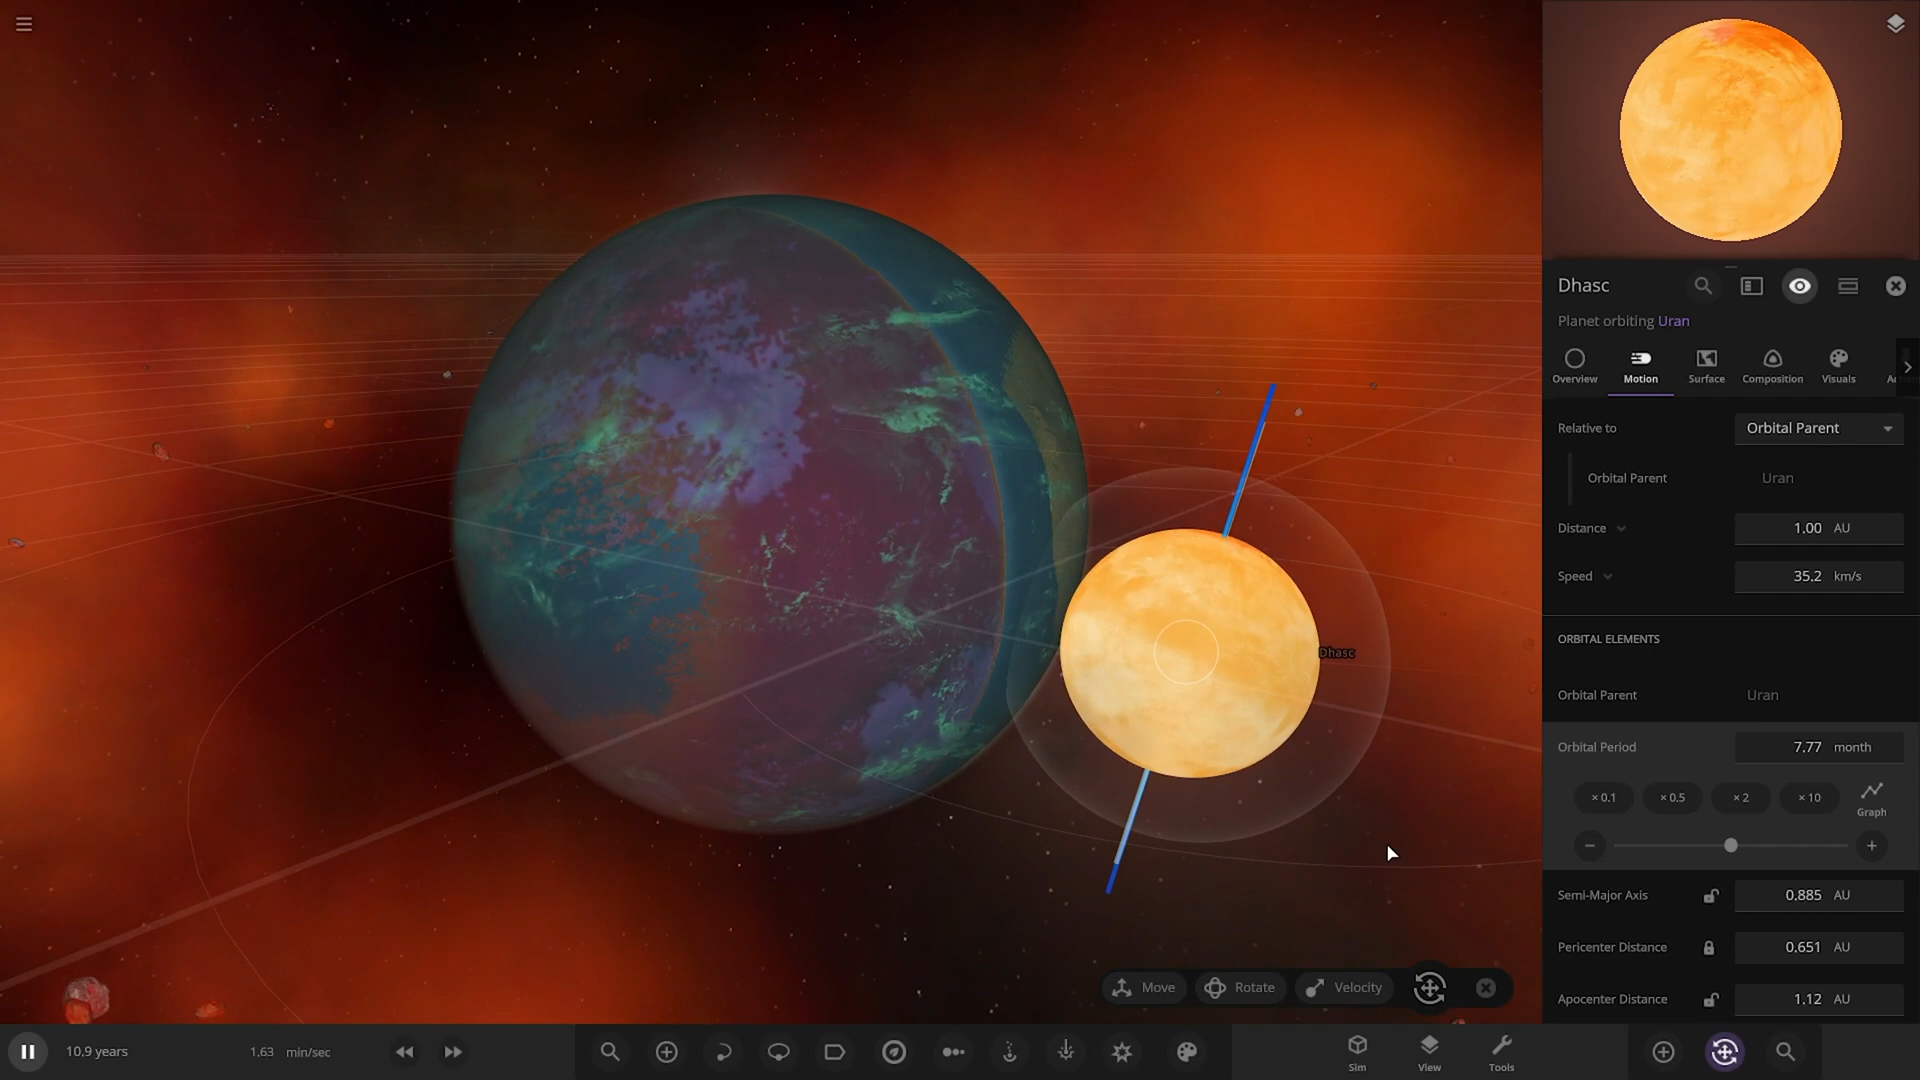 Dhasc
Planet orbiting Uran
Overview Motion Surface Composition Visuals
Relative to Orbital Parent
Orbital Parent Uran
Distance 1.00 AU
Speed 35.2 km/s
ORBITAL ELEMENTS
Dhasc
Orbital Parent Uran
Orbital Period 7.77 month
× 0.1 × 0.5 × 2 × 10 Graph
Semi-Major Axis 0.885 AU
Pericenter Distance 0.651 AU
Apocenter Distance 1.12 AU
Move Rotate Velocity
10.9 years 1.63 min/sec
Sim View Tools